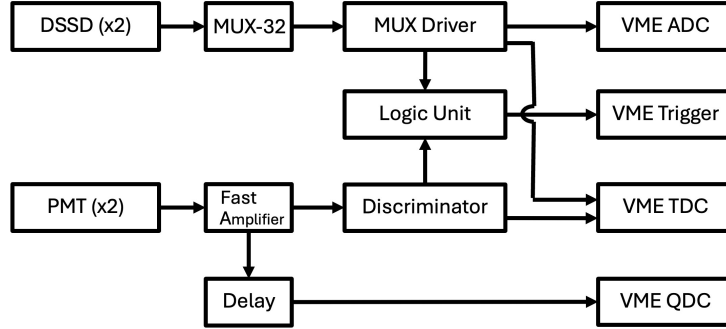 DSSD (x2)
MUX-32
MUX Driver
VME ADC
Logic Unit
VME Trigger
PMT (x2)
Fast
Amplifier
Discriminator
VME TDC
Delay
VME QDC